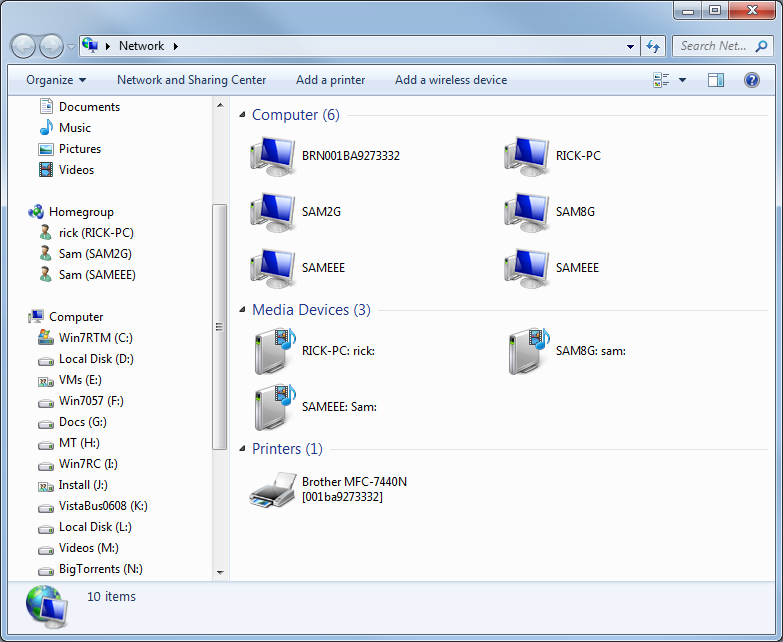 Network
Search Net...
Organize
Network and Sharing Center
Add a printer
Add a wireless device
Documents
Music
Pictures
Videos
Homegroup
rick (RICK-PC)
Sam (SAM2G)
Sam (SAMEEE)
Computer
Win7RTM (C:)
Local Disk (D:)
VMs (E:)
Win7057 (F:)
Docs (G:)
MT (H:)
Win7RC (I:)
Install (J:)
VistaBus0608 (K:)
Local Disk (L:)
Videos (M:)
BigTorrents (N:)
Computer (6)
BRN001BA9273332
RICK-PC
SAM2G
SAM8G
SAMEEE
SAMEEE
Media Devices (3)
RICK-PC: rick:
SAM8G: sam:
SAMEEE: Sam:
Printers (1)
Brother MFC-7440N
[001ba9273332]
10 items